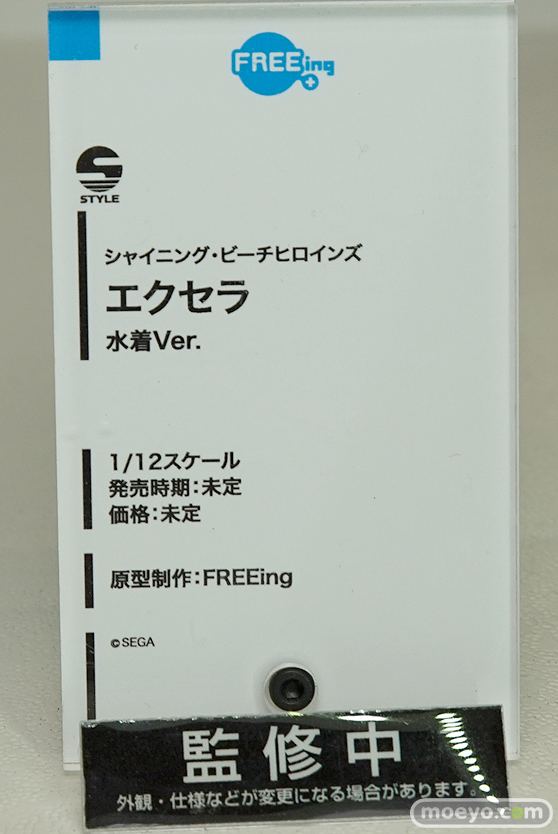 FREEing
S
STYLE
シャイニング・ビーチヒロインズ
エクセラ
水着Ver.
1/12スケール
発売時期：未定
価格：未定
原型制作：FREEing
©SEGA
監修中
外観・仕様などが変更になる場合があります。
moeyo.com